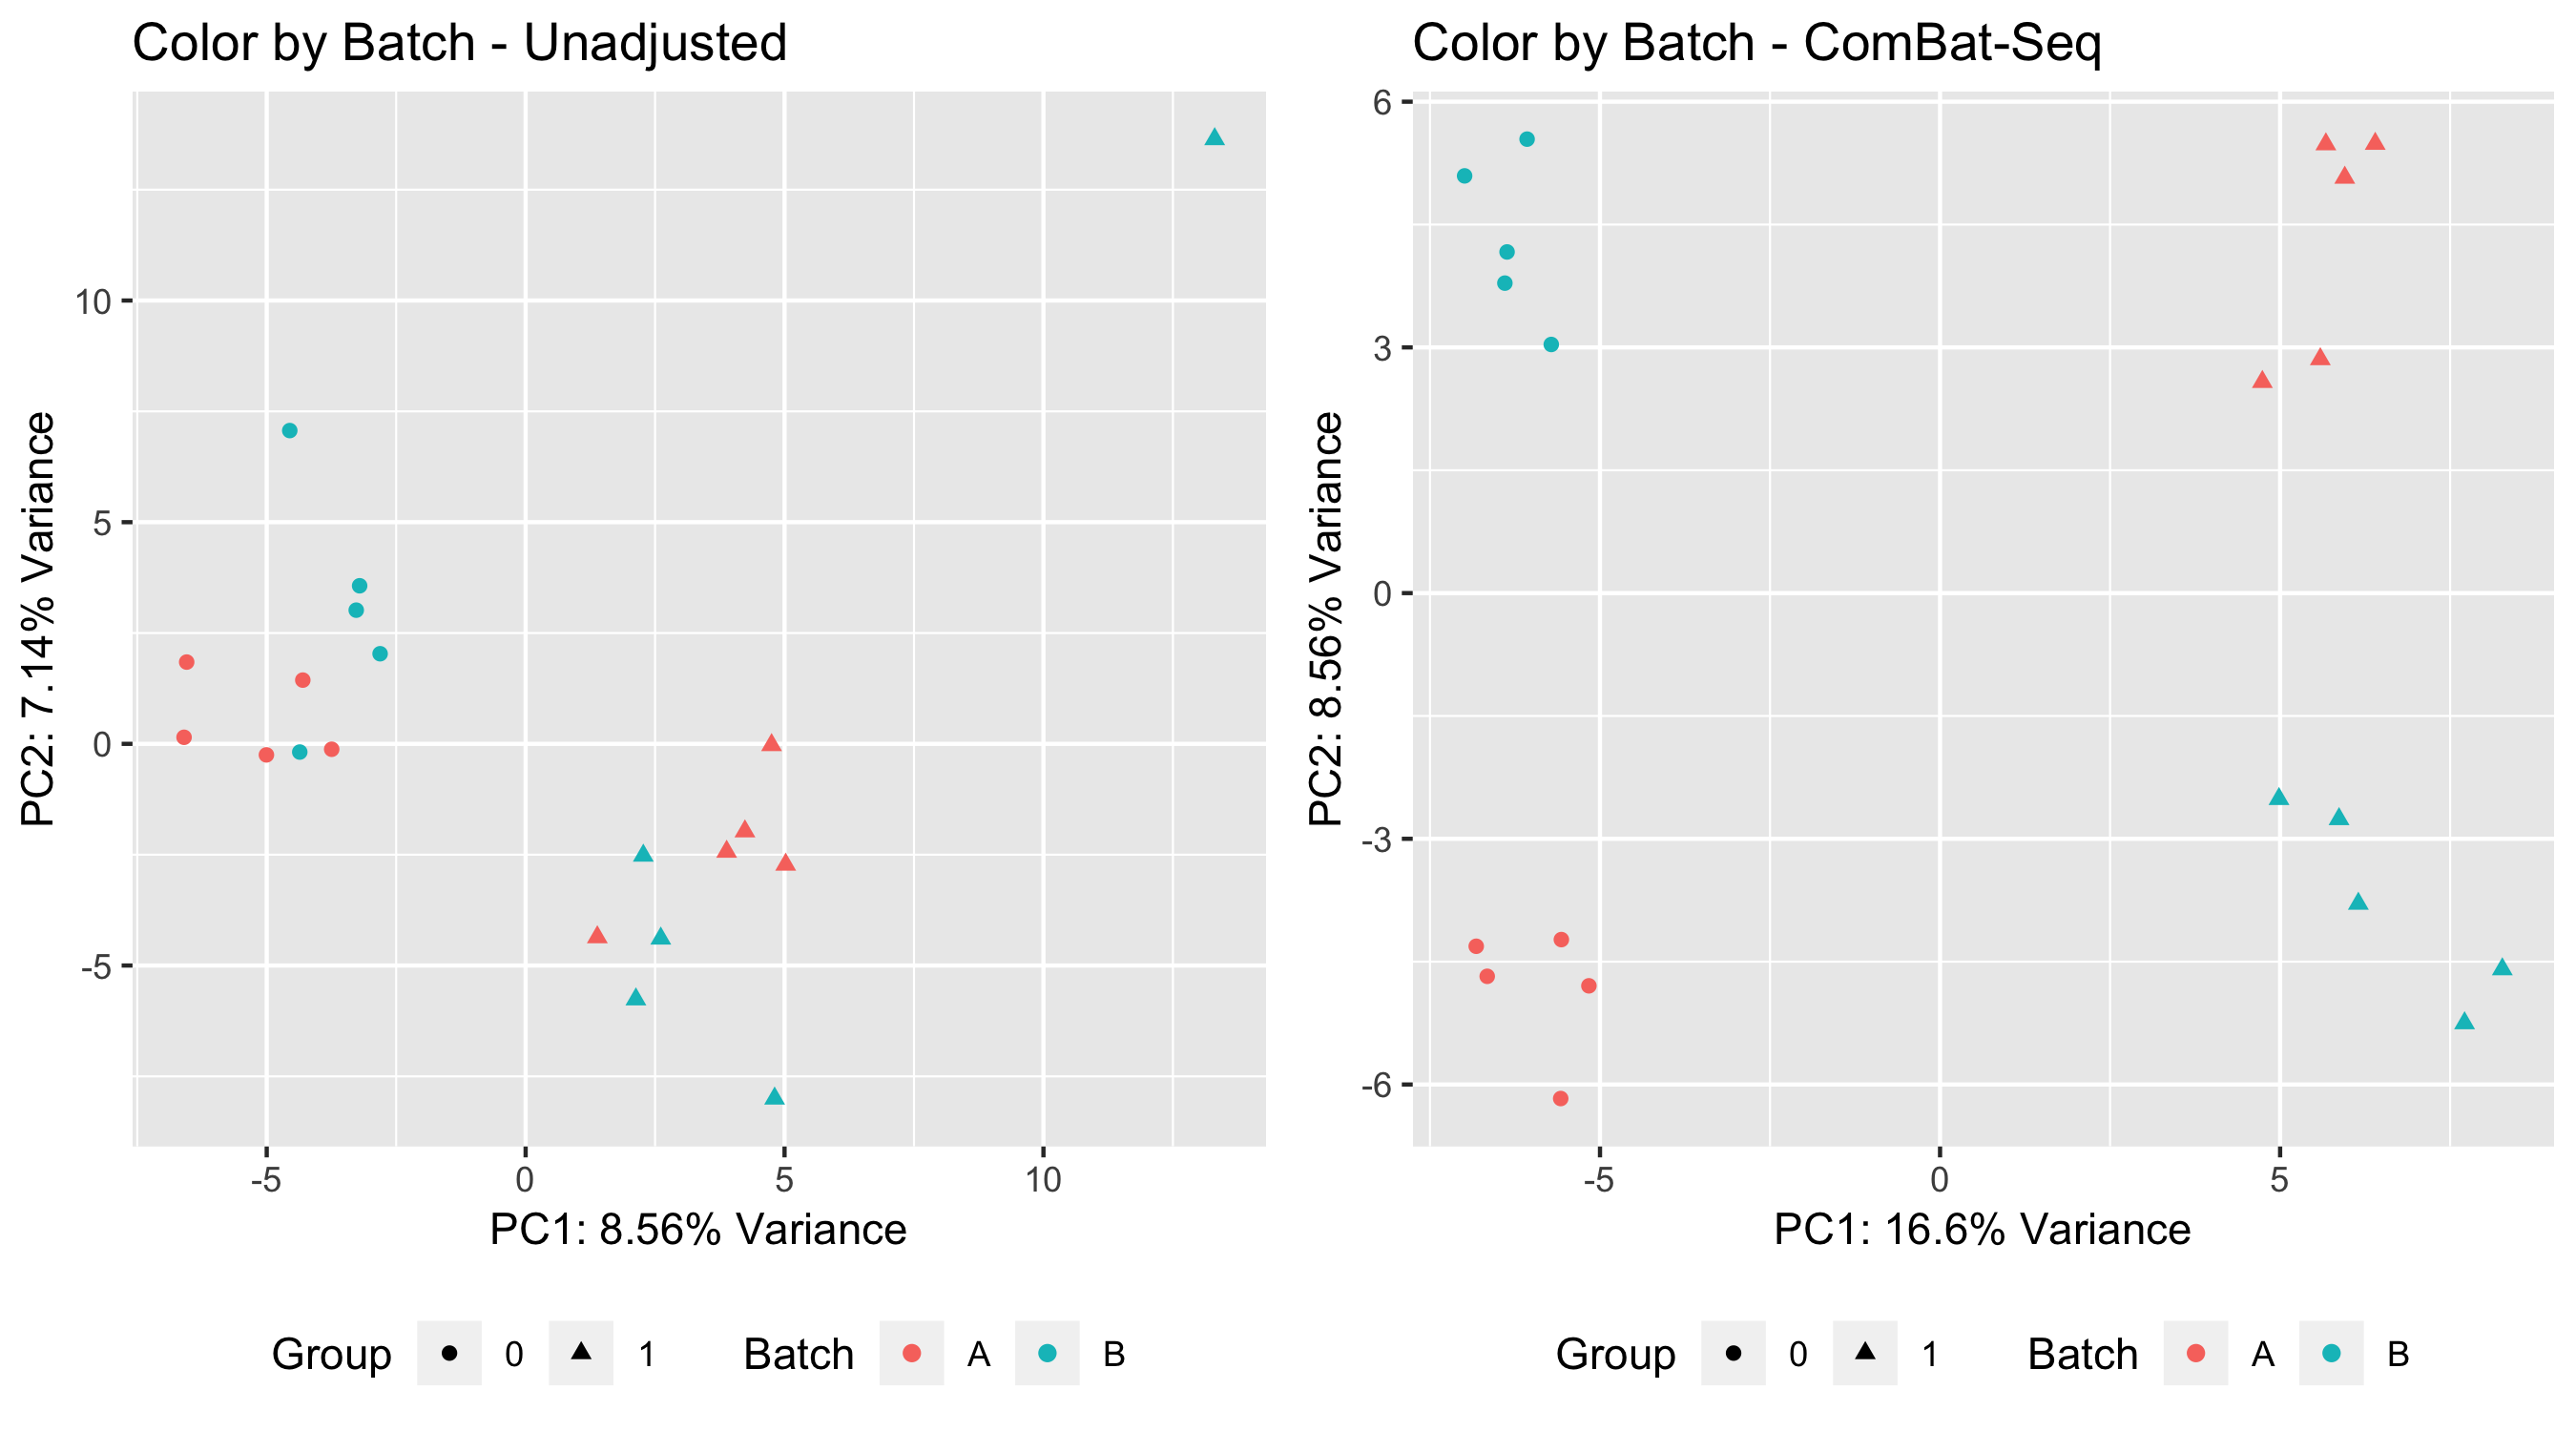 Color by Batch - Unadjusted
10
5
0
-5
PC2: 7.14% Variance
-5 0 5 10
PC1: 8.56% Variance
Group 0 1 Batch A B
Color by Batch - ComBat-Seq
6
3
0
-3
-6
PC2: 8.56% Variance
-5 0 5
PC1: 16.6% Variance
Group 0 1 Batch A B